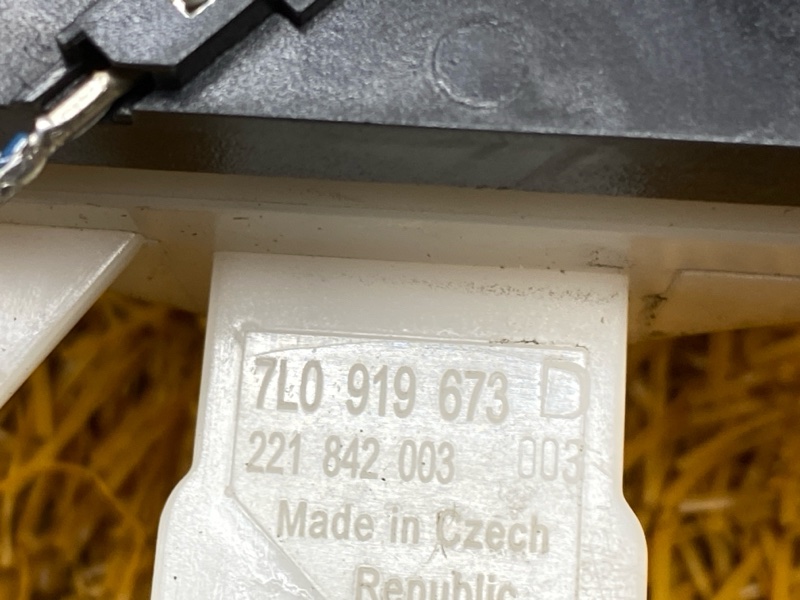 7L0 919 673 D
221 842 003 003
Made in Czech
Republic